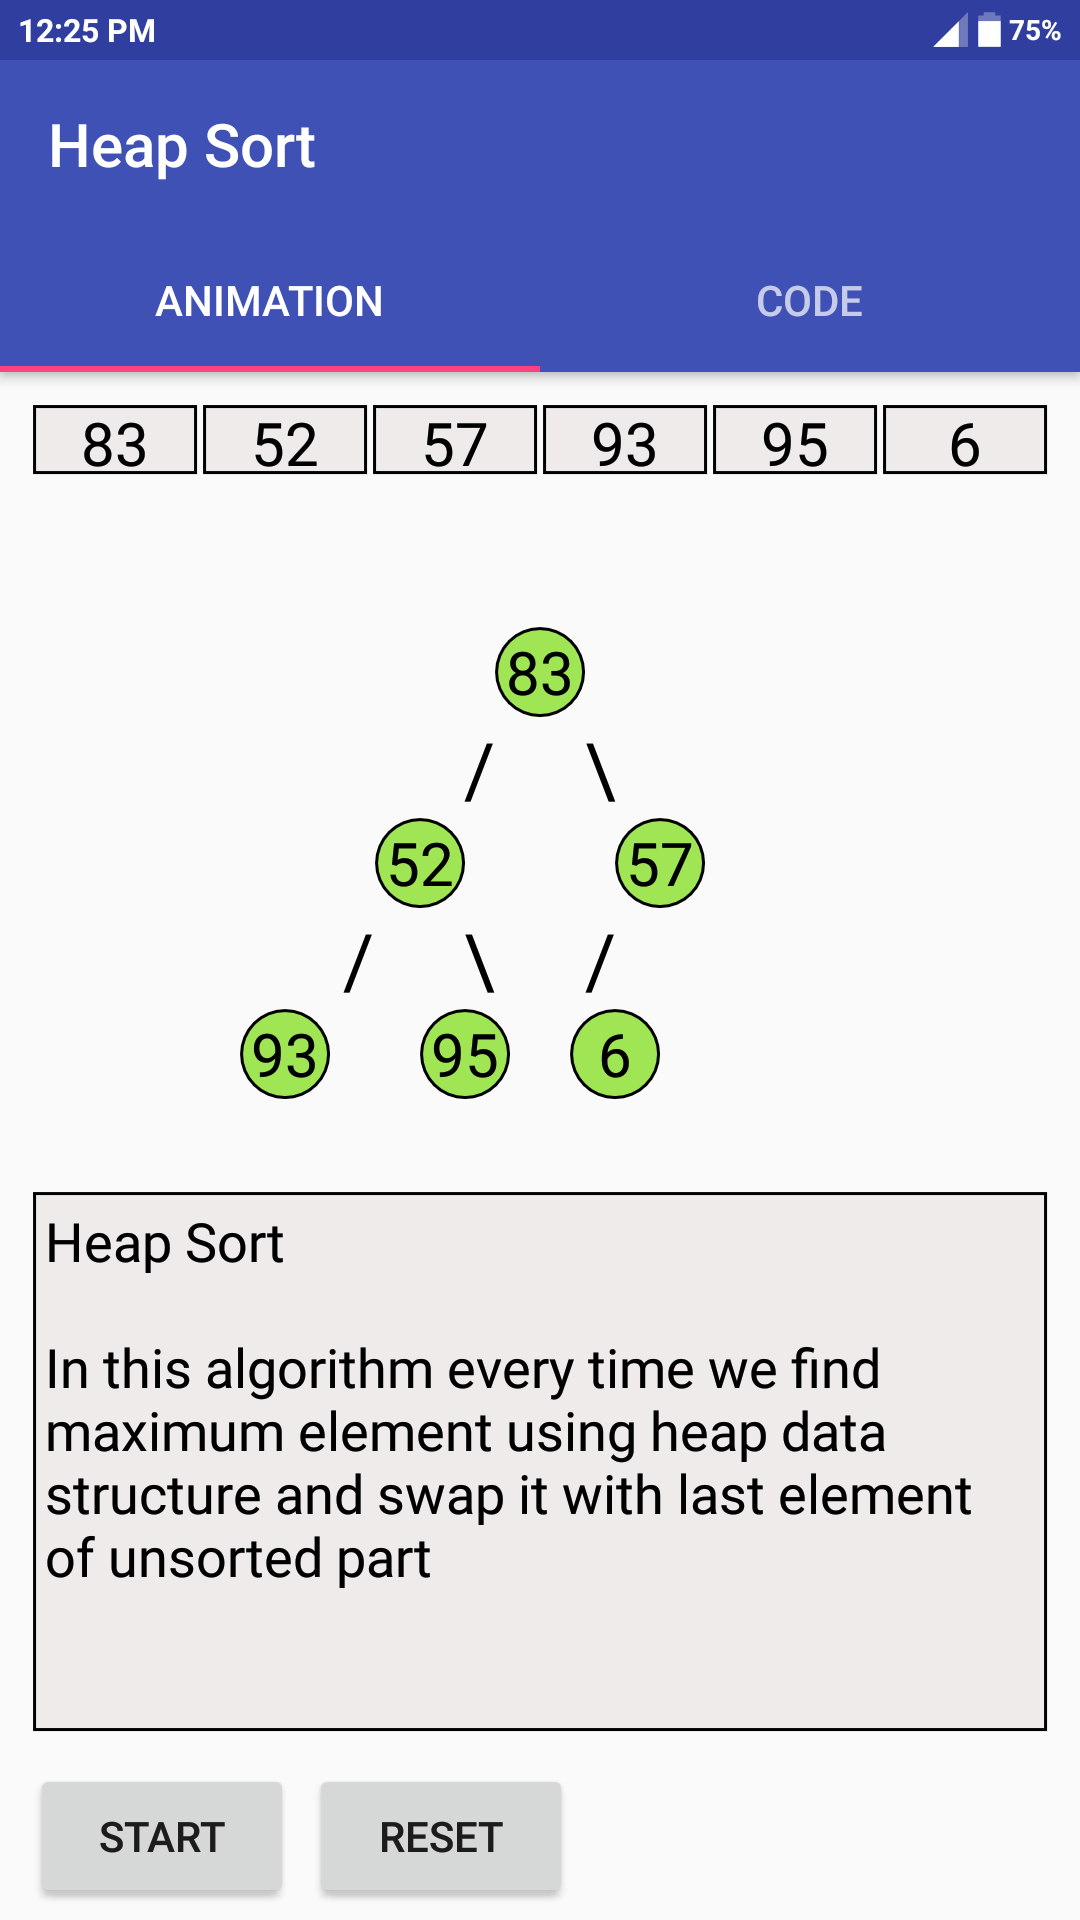 12:25 PM 75%
Heap Sort
ANIMATION CODE
83 52 57 93 95 6
83
/ \
52 57
/ \ /
93 95 6
Heap Sort
In this algorithm every time we find
maximum element using heap data
structure and swap it with last element
of unsorted part
START RESET